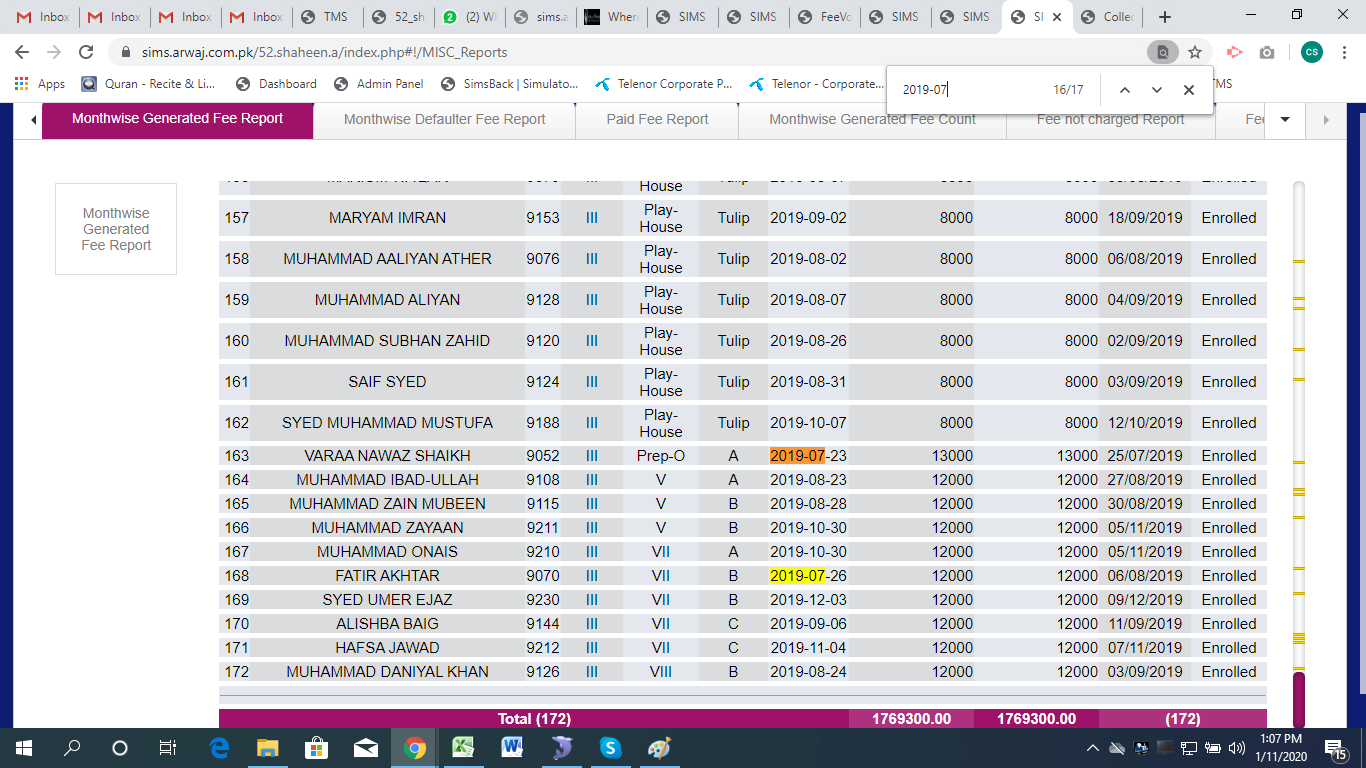 Inbox Inbox Inbox Inbox TMS 52_sh 2 (2) WI sims.a Where SIMS SIMS FeeVo SIMS SIMS SI Collec
sims.arwaj.com.pk/52.shaheen.a/index.php#!/MISC_Reports CS
Apps Quran - Recite & Li... Dashboard Admin Panel SimsBack | Simulato... Telenor Corporate P... Telenor - Corporate... TMS
2019-07 16/17
Monthwise Generated Fee Report Monthwise Defaulter Fee Report Paid Fee Report Monthwise Generated Fee Count Fee not charged Report Fee
Monthwise
Generated
Fee Report
House
157 MARYAM IMRAN 9153 III Play-House Tulip 2019-09-02 8000 8000 18/09/2019 Enrolled
158 MUHAMMAD AALIYAN ATHER 9076 III Play-House Tulip 2019-08-02 8000 8000 06/08/2019 Enrolled
159 MUHAMMAD ALIYAN 9128 III Play-House Tulip 2019-08-07 8000 8000 04/09/2019 Enrolled
160 MUHAMMAD SUBHAN ZAHID 9120 III Play-House Tulip 2019-08-26 8000 8000 02/09/2019 Enrolled
161 SAIF SYED 9124 III Play-House Tulip 2019-08-31 8000 8000 03/09/2019 Enrolled
162 SYED MUHAMMAD MUSTUFA 9188 III Play-House Tulip 2019-10-07 8000 8000 12/10/2019 Enrolled
163 VARAA NAWAZ SHAIKH 9052 III Prep-O A 2019-07-23 13000 13000 25/07/2019 Enrolled
164 MUHAMMAD IBAD-ULLAH 9108 III V A 2019-08-23 12000 12000 27/08/2019 Enrolled
165 MUHAMMAD ZAIN MUBEEN 9115 III V B 2019-08-28 12000 12000 30/08/2019 Enrolled
166 MUHAMMAD ZAYAAN 9211 III V B 2019-10-30 12000 12000 05/11/2019 Enrolled
167 MUHAMMAD ONAIS 9210 III VII A 2019-10-30 12000 12000 05/11/2019 Enrolled
168 FATIR AKHTAR 9070 III VII B 2019-07-26 12000 12000 06/08/2019 Enrolled
169 SYED UMER EJAZ 9230 III VII B 2019-12-03 12000 12000 09/12/2019 Enrolled
170 ALISHBA BAIG 9144 III VII C 2019-09-06 12000 12000 11/09/2019 Enrolled
171 HAFSA JAWAD 9212 III VII C 2019-11-04 12000 12000 07/11/2019 Enrolled
172 MUHAMMAD DANIYAL KHAN 9126 III VIII B 2019-08-24 12000 12000 03/09/2019 Enrolled
Total (172) 1769300.00 1769300.00 (172)
1:07 PM
1/11/2020
15